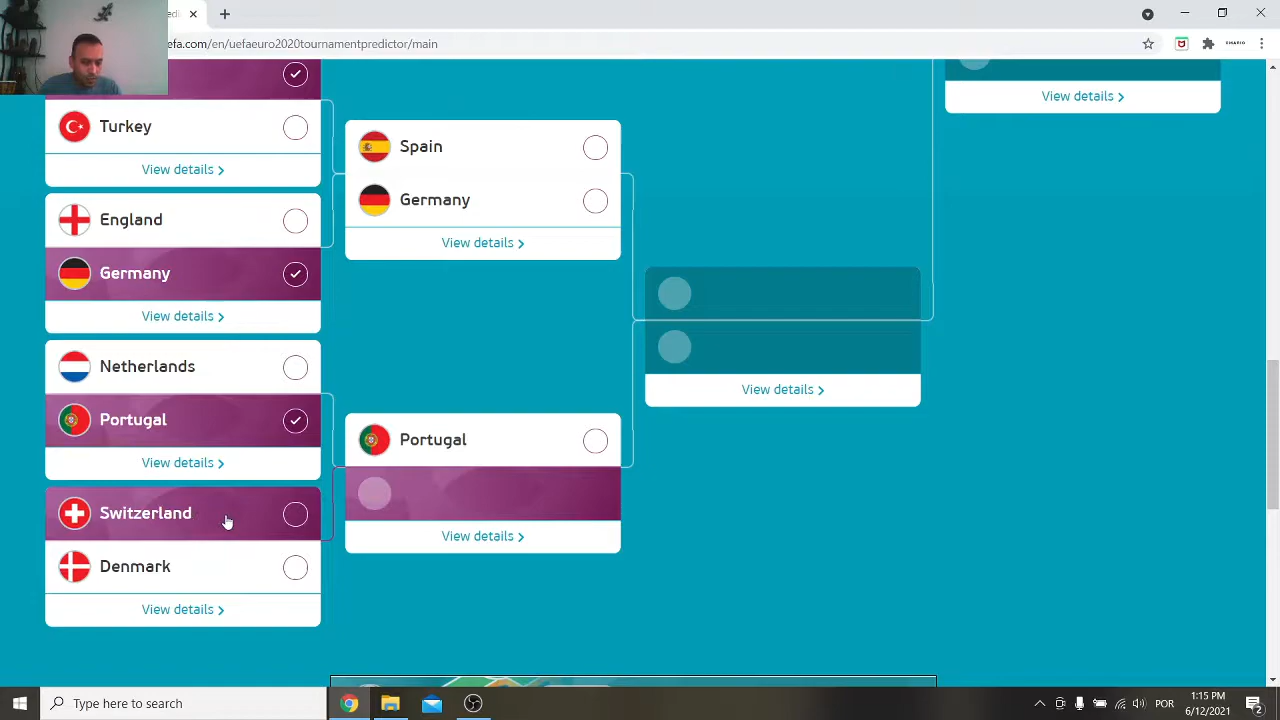 efa.com/en/uefaeuro2020tournamentpredictor/main
Turkey
View details
England
Germany
View details
Netherlands
Portugal
View details
Switzerland
Denmark
View details
Spain
Germany
View details
Portugal
View details
View details
View details
Type here to search
POR
1:15 PM
6/12/2021
2